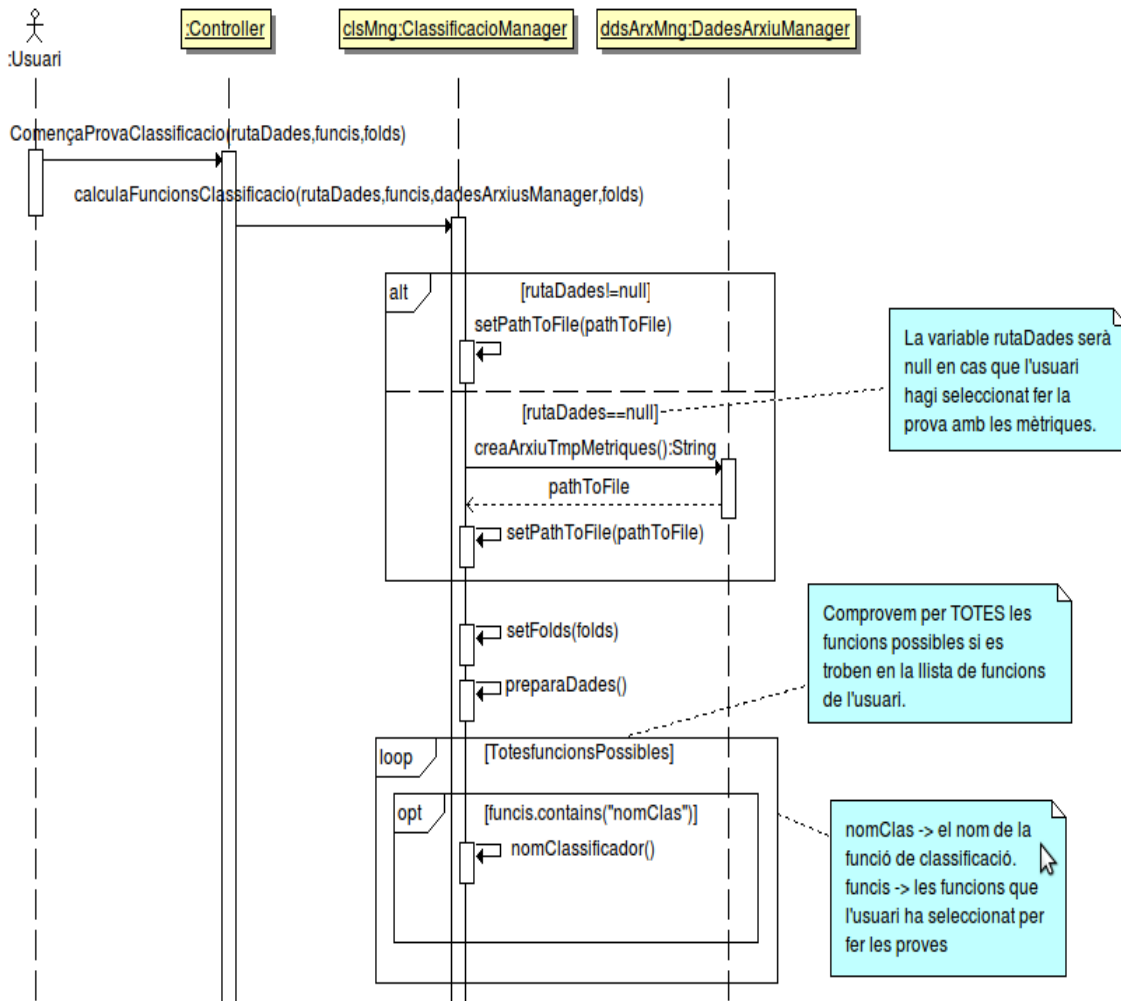 :Usuari
:Controller
clsMng:ClassificacioManager
ddsArxMng:DadesArxiuManager
ComençaProvaClassificacio(rutaDades,funcis,folds)
calculaFuncionsClassificacio(rutaDades,funcis,dadesArxiusManager,folds)
alt
[rutaDades!=null]
setPathToFile(pathToFile)
La variable rutaDades serà
null en cas que l'usuari
hagi seleccionat fer la
prova amb les mètriques.
[rutaDades==null]
creaArxiuTmpMetriques():String
pathToFile
setPathToFile(pathToFile)
Comprovem per TOTES les
funcions possibles si es
troben en la llista de funcions
de l'usuari.
setFolds(folds)
preparaDades()
loop
[TotesfuncionsPossibles]
opt
[funcis.contains("nomClas")]
nomClassificador()
nomClas -> el nom de la
funció de classificació.
funcis -> les funcions que
l'usuari ha seleccionat per
fer les proves